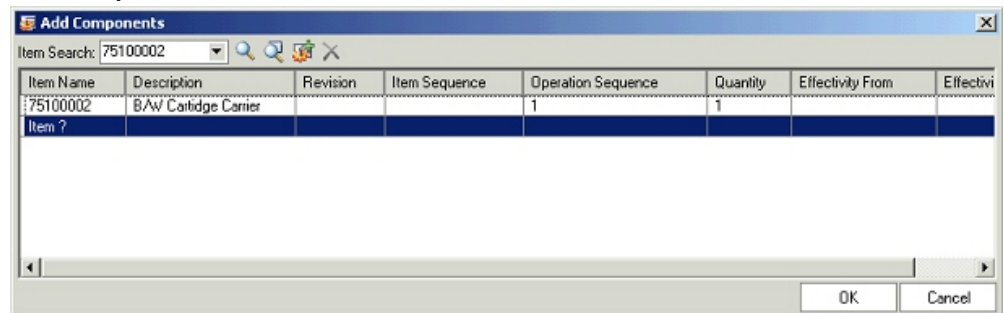 Add Components
Item Search: 75100002
Item Name Description Revision Item Sequence Operation Sequence Quantity Effectivity From Effectivi
75100002 B/W Cartidge Carrier 1 1
Item ?
OK Cancel